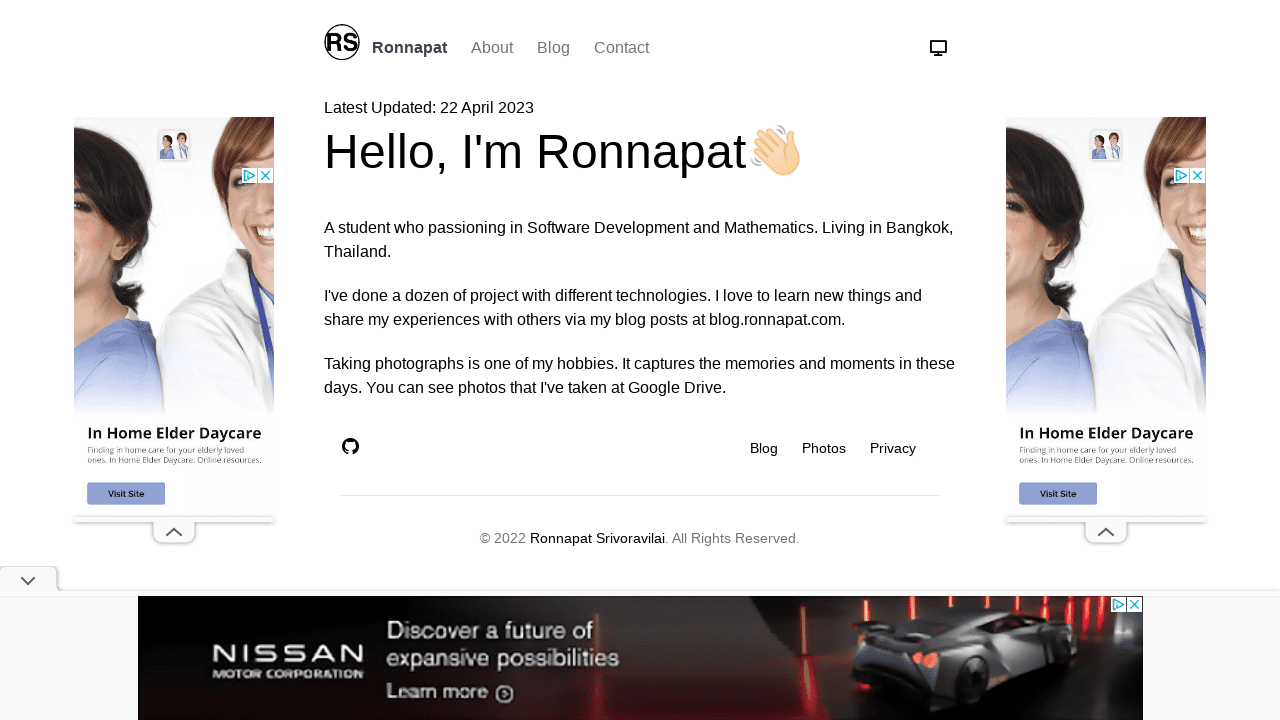 RS Ronnapat About Blog Contact
Latest Updated: 22 April 2023
Hello, I'm Ronnapat
A student who passioning in Software Development and Mathematics. Living in Bangkok,
Thailand.
I've done a dozen of project with different technologies. I love to learn new things and
share my experiences with others via my blog posts at blog.ronnapat.com.
Taking photographs is one of my hobbies. It captures the memories and moments in these
days. You can see photos that I've taken at Google Drive.
Blog Photos Privacy
© 2022 Ronnapat Srivoravilai. All Rights Reserved.
In Home Elder Daycare
Finding in home care for your elderly loved
ones. In Home Elder Daycare. Online resources.
Visit Site
In Home Elder Daycare
Finding in home care for your elderly loved
ones. In Home Elder Daycare. Online resources.
Visit Site
NISSAN
MOTOR CORPORATION
Discover a future of
expansive possibilities
Learn more